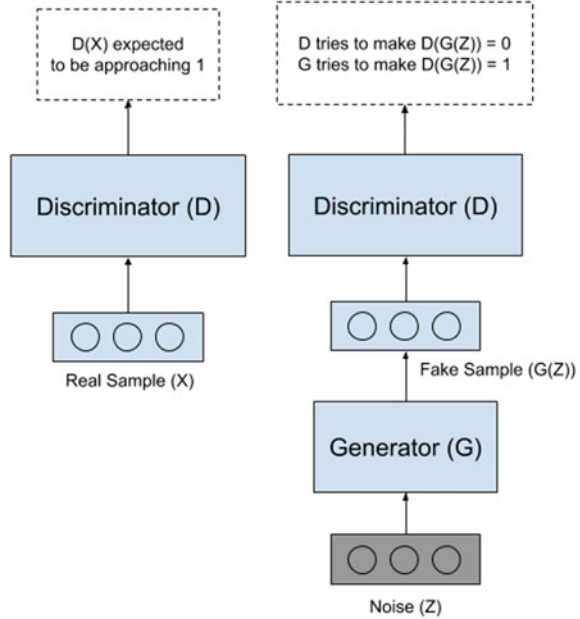 D(X) expected
to be approaching 1
Discriminator (D)
Real Sample (X)
D tries to make D(G(Z)) = 0
G tries to make D(G(Z)) = 1
Discriminator (D)
Fake Sample (G(Z))
Generator (G)
Noise (Z)